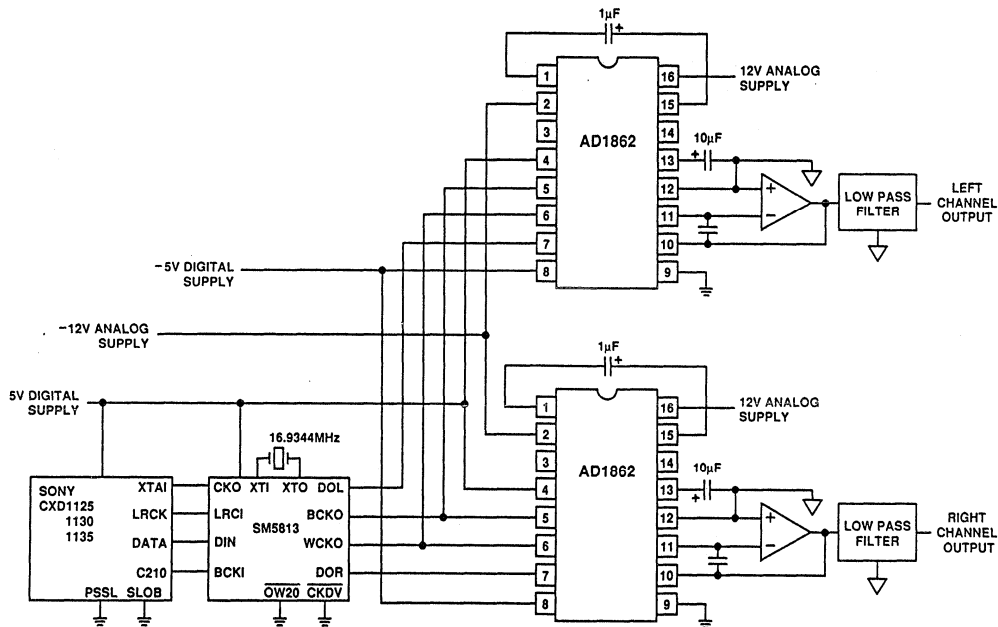 1µF
+
1
2
3
4
5
6
7
8
AD1862
16
15
14
13
12
11
10
9
12V ANALOG
SUPPLY
10µF
+
+
−
LOW PASS
FILTER
LEFT
CHANNEL
OUTPUT
−5V DIGITAL
SUPPLY
−12V ANALOG
SUPPLY
5V DIGITAL
SUPPLY
1µF
+
1
2
3
4
5
6
7
8
AD1862
16
15
14
13
12
11
10
9
12V ANALOG
SUPPLY
10µF
+
+
−
LOW PASS
FILTER
RIGHT
CHANNEL
OUTPUT
16.9344MHz
SONY
CXD1125
1130
1135
XTAI
LRCK
DATA
C210
PSSL SLOB
CKO XTI XTO DOL
LRCI
BCKO
SM5813
DIN
WCKO
BCKI
DOR
OW20 CKDV